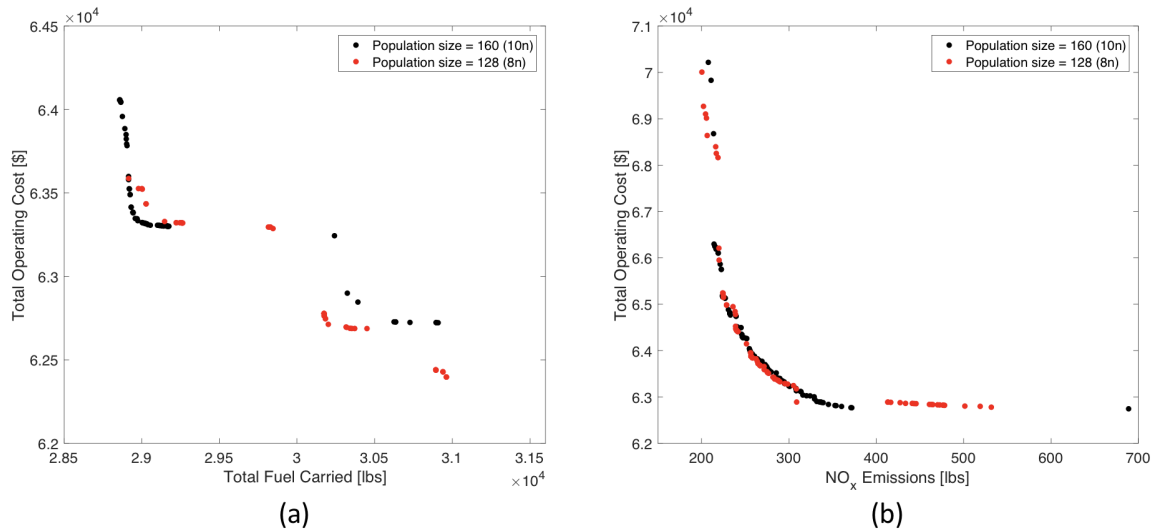 ×10⁴
6.45
6.4
6.35
6.3
6.25
6.2
Total Operating Cost [$]
Population size = 160 (10n)
Population size = 128 (8n)
2.85 2.9 2.95 3 3.05 3.1 3.15
×10⁴
Total Fuel Carried [lbs]
(a)
×10⁴
7.1
7
6.9
6.8
6.7
6.6
6.5
6.4
6.3
6.2
Total Operating Cost [$]
Population size = 160 (10n)
Population size = 128 (8n)
200 300 400 500 600 700
NOₓ Emissions [lbs]
(b)